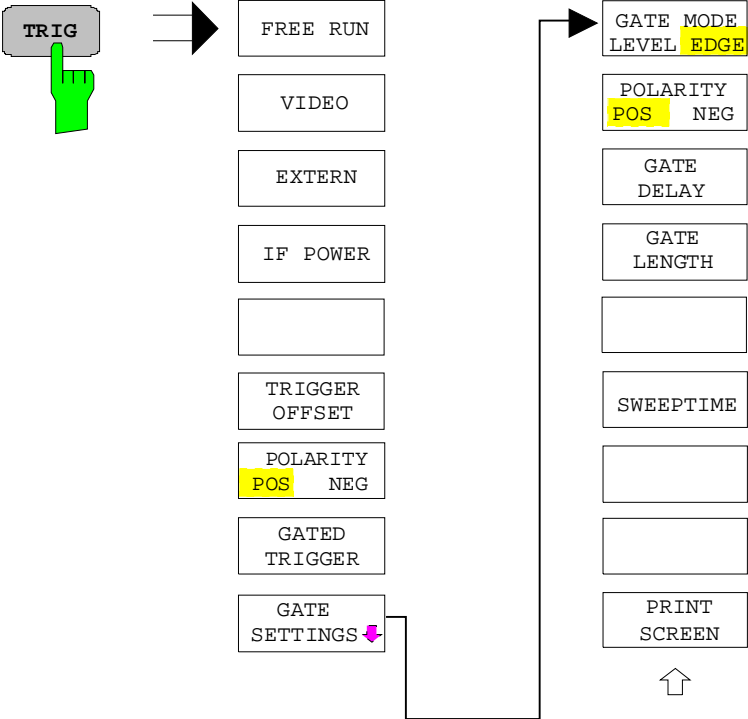 TRIG
FREE RUN
VIDEO
EXTERN
IF POWER
TRIGGER
OFFSET
POLARITY
POS NEG
GATED
TRIGGER
GATE
SETTINGS
GATE MODE
LEVEL EDGE
POLARITY
POS NEG
GATE
DELAY
GATE
LENGTH
SWEEPTIME
PRINT
SCREEN